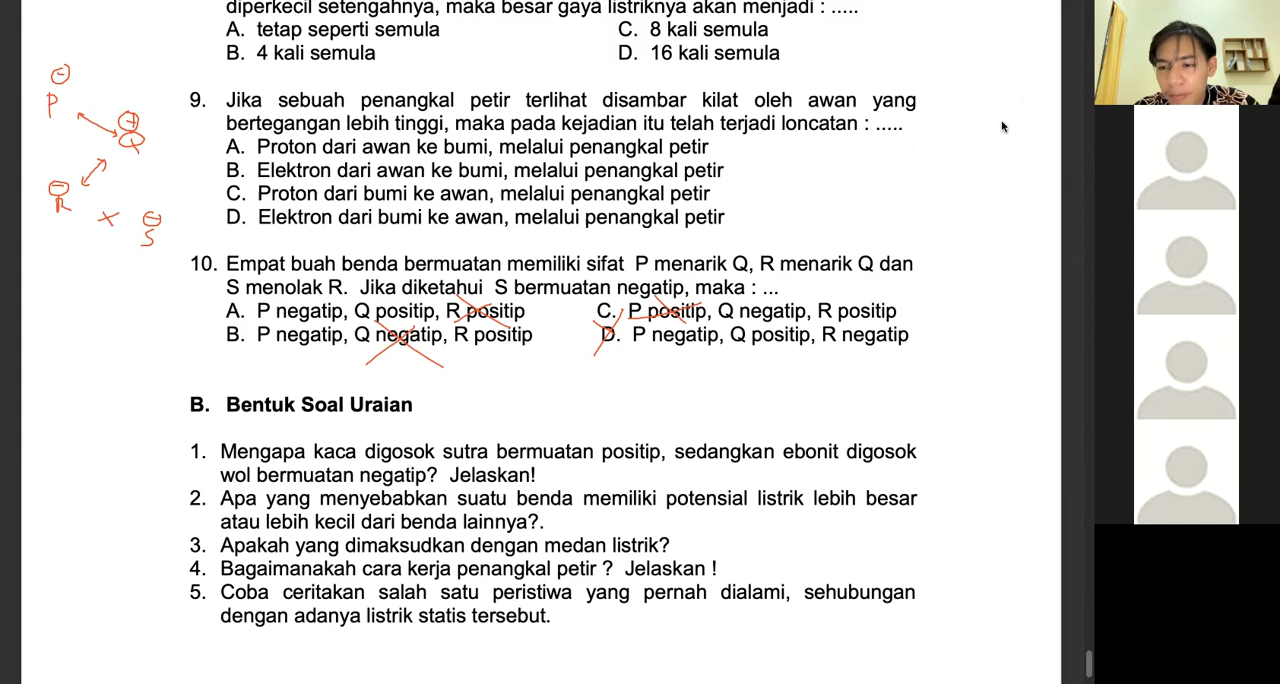 diperkecil setengahnya, maka besar gaya listriknya akan menjadi : .....
A. tetap seperti semula
C. 8 kali semula
B. 4 kali semula
D. 16 kali semula
9. Jika sebuah penangkal petir terlihat disambar kilat oleh awan yang
bertegangan lebih tinggi, maka pada kejadian itu telah terjadi loncatan : .....
A. Proton dari awan ke bumi, melalui penangkal petir
B. Elektron dari awan ke bumi, melalui penangkal petir
C. Proton dari bumi ke awan, melalui penangkal petir
D. Elektron dari bumi ke awan, melalui penangkal petir
− P
+ Q
− R
× − S
10. Empat buah benda bermuatan memiliki sifat P menarik Q, R menarik Q dan
S menolak R. Jika diketahui S bermuatan negatip, maka : ...
A. P negatip, Q positip, R positip
C. P positip, Q negatip, R positip
B. P negatip, Q negatip, R positip
D. P negatip, Q positip, R negatip
B. Bentuk Soal Uraian
1. Mengapa kaca digosok sutra bermuatan positip, sedangkan ebonit digosok
wol bermuatan negatip? Jelaskan!
2. Apa yang menyebabkan suatu benda memiliki potensial listrik lebih besar
atau lebih kecil dari benda lainnya?.
3. Apakah yang dimaksudkan dengan medan listrik?
4. Bagaimanakah cara kerja penangkal petir ? Jelaskan !
5. Coba ceritakan salah satu peristiwa yang pernah dialami, sehubungan
dengan adanya listrik statis tersebut.